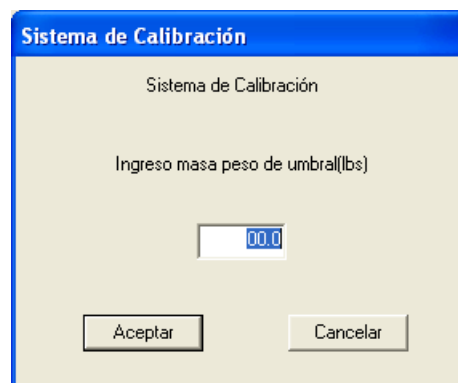 Sistema de Calibración
Sistema de Calibración
Ingreso masa peso de umbral(lbs)
00.0
Aceptar
Cancelar